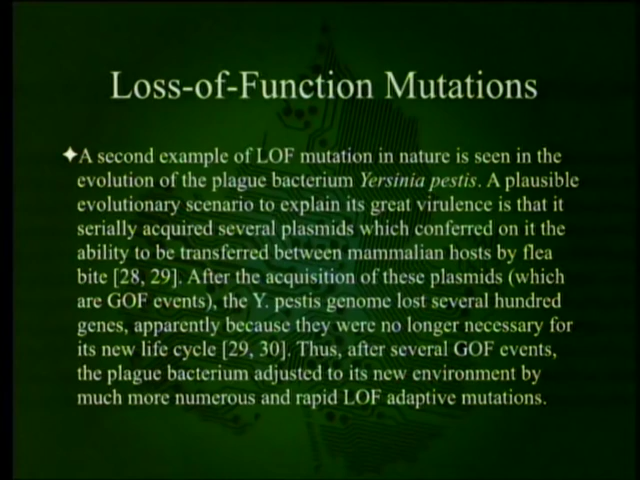 Loss-of-Function Mutations
✦A second example of LOF mutation in nature is seen in the
evolution of the plague bacterium Yersinia pestis. A plausible
evolutionary scenario to explain its great virulence is that it
serially acquired several plasmids which conferred on it the
ability to be transferred between mammalian hosts by flea
bite [28, 29]. After the acquisition of these plasmids (which
are GOF events), the Y. pestis genome lost several hundred
genes, apparently because they were no longer necessary for
its new life cycle [29, 30]. Thus, after several GOF events,
the plague bacterium adjusted to its new environment by
much more numerous and rapid LOF adaptive mutations.